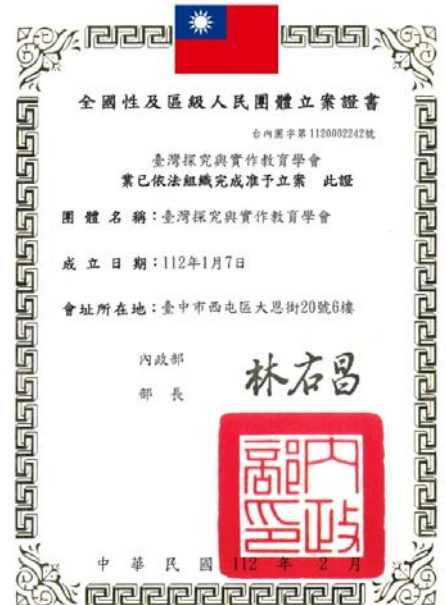 全國性及區級人民團體立案證書
台內團字第1120002242號
臺灣探究與實作教育學會
業已依法組織完成准予立案 此證
團體名稱：臺灣探究與實作教育學會
成立日期：112年1月7日
會址所在地：臺中市西屯區大恩街20號6樓
內政部
部長
林右昌
內政部印
中華民國112年2月